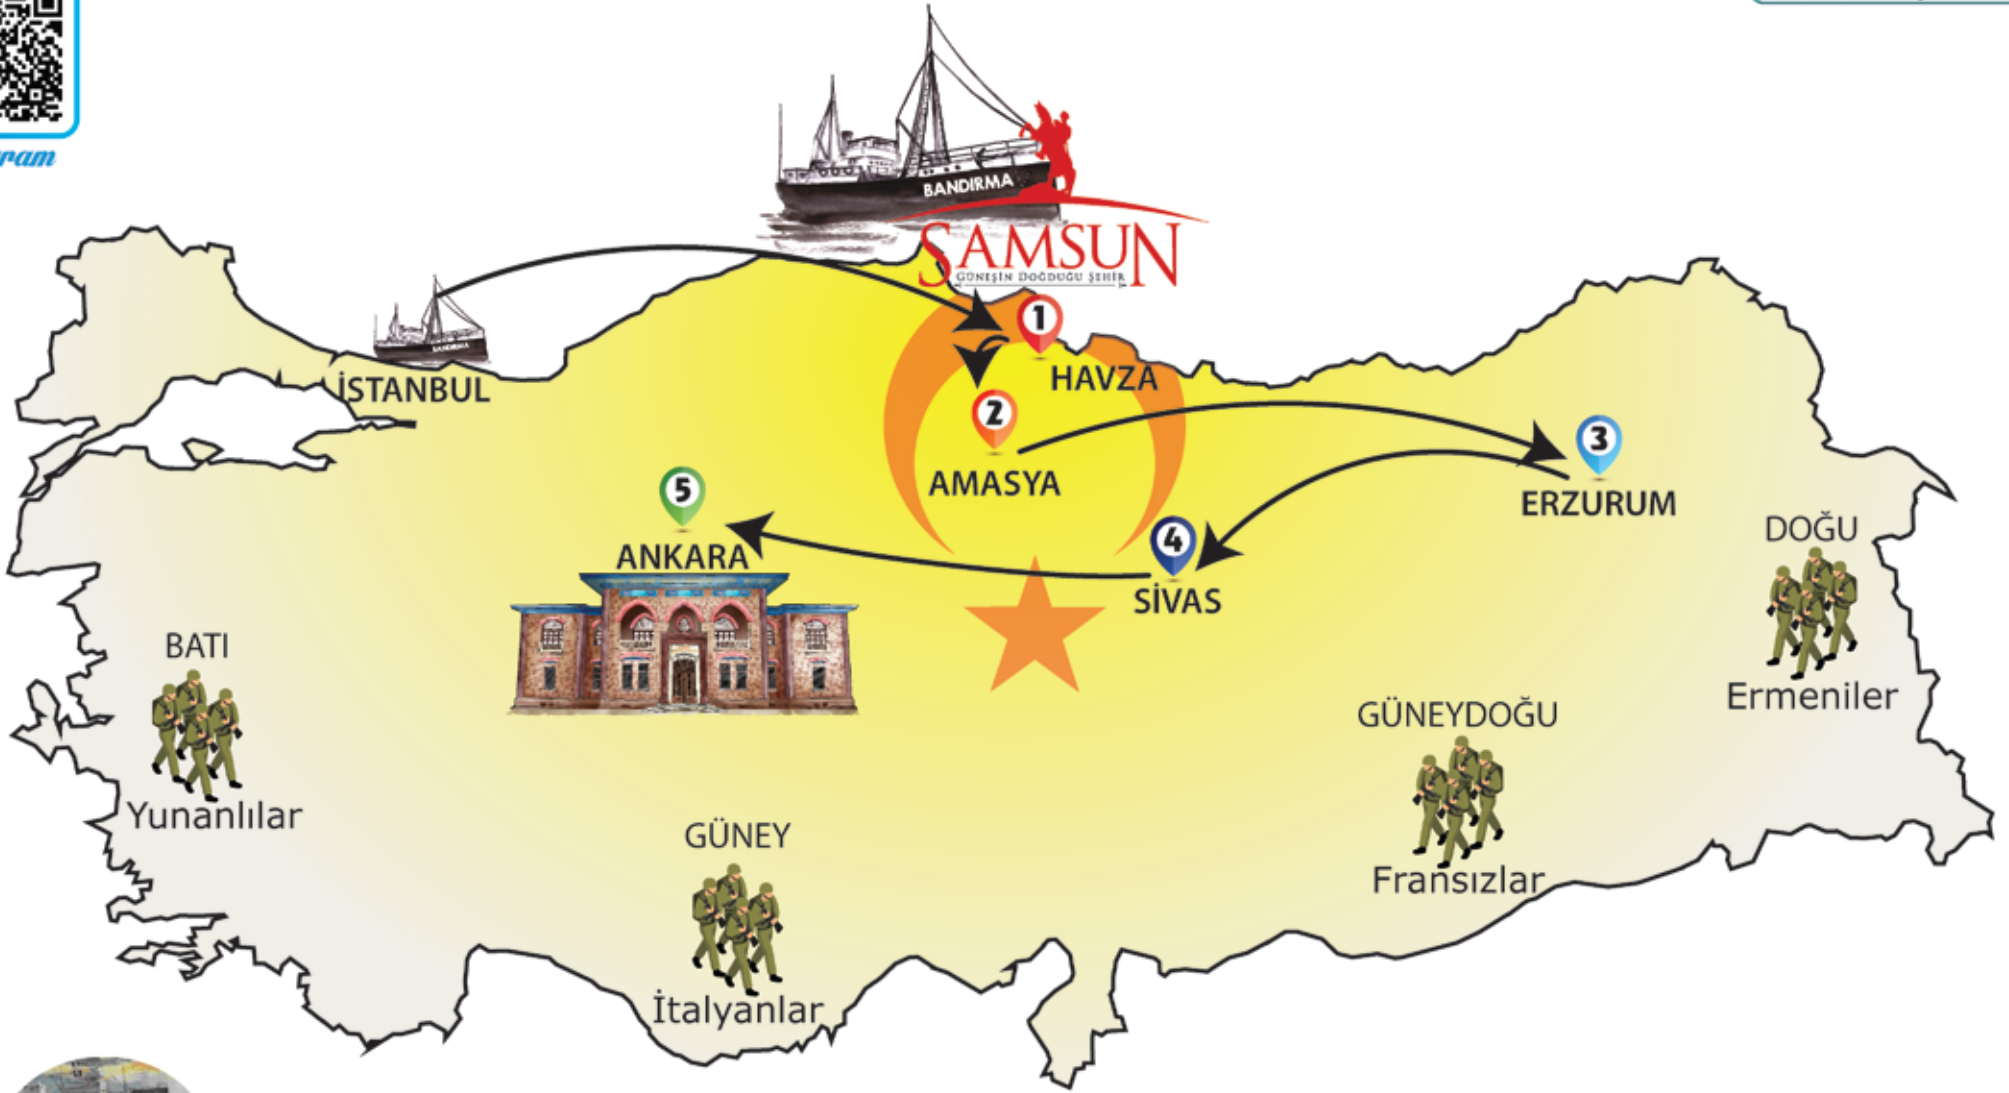 BANDIRMA
SAMSUN
GÜNEŞİN DOĞDUĞU ŞEHİR
BANDIRMA
İSTANBUL
1
HAVZA
2
AMASYA
3
ERZURUM
4
SİVAS
5
ANKARA
DOĞU
Ermeniler
BATI
Yunanlılar
GÜNEYDOĞU
Fransızlar
GÜNEY
İtalyanlar